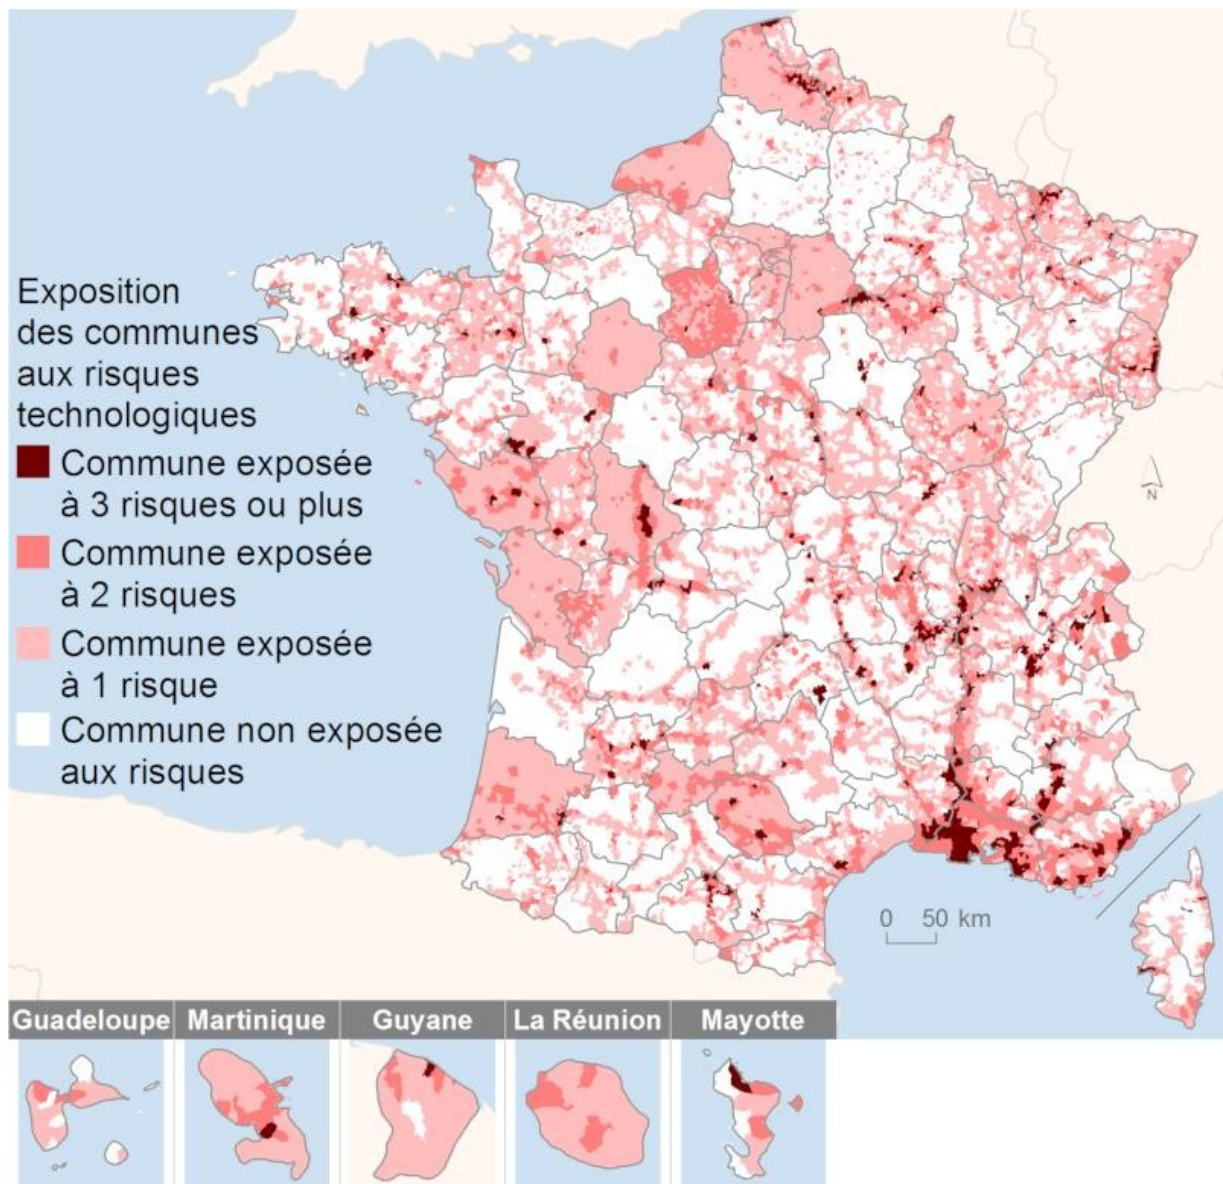 Exposition
des communes
aux risques
technologiques
Commune exposée
à 3 risques ou plus
Commune exposée
à 2 risques
Commune exposée
à 1 risque
Commune non exposée
aux risques
N
0 50 km
Guadeloupe Martinique Guyane La Réunion Mayotte